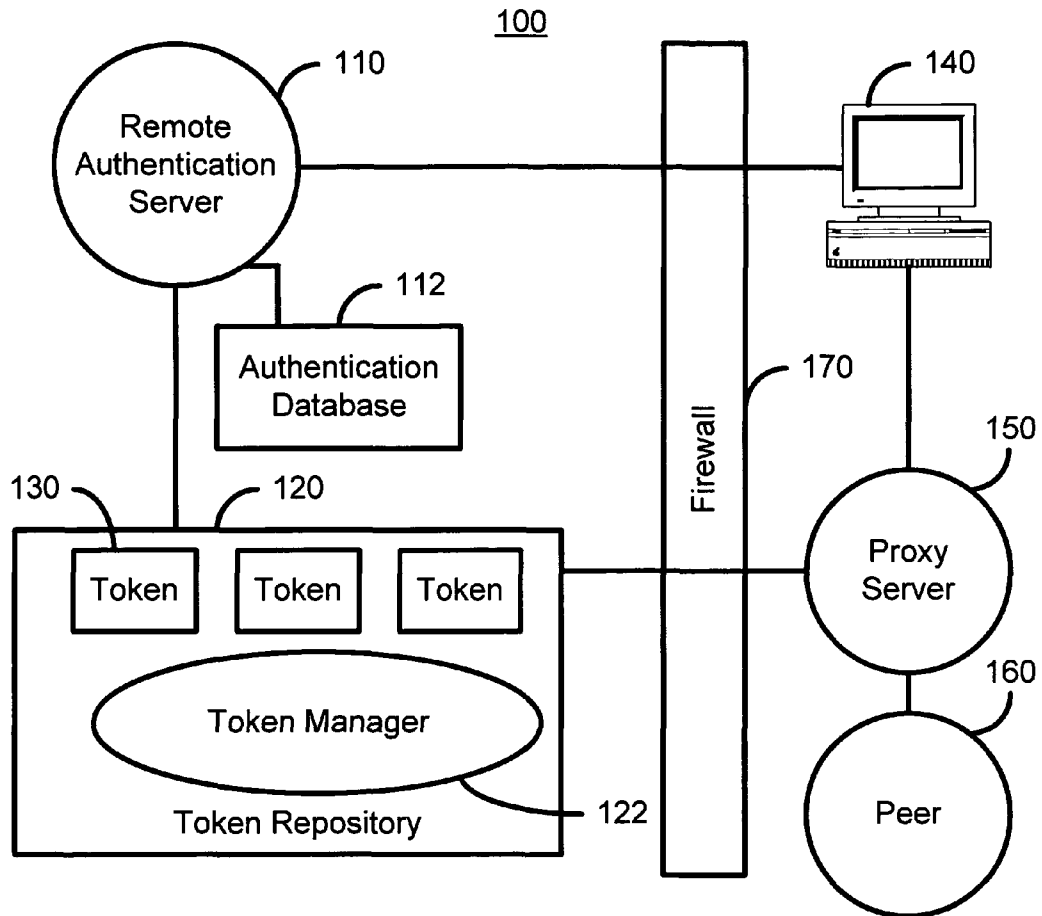 100
110
Remote
Authentication
Server
140
112
Authentication
Database
170
Firewall
150
Proxy
Server
130
120
Token
Token
Token
Token Manager
122
Token Repository
160
Peer